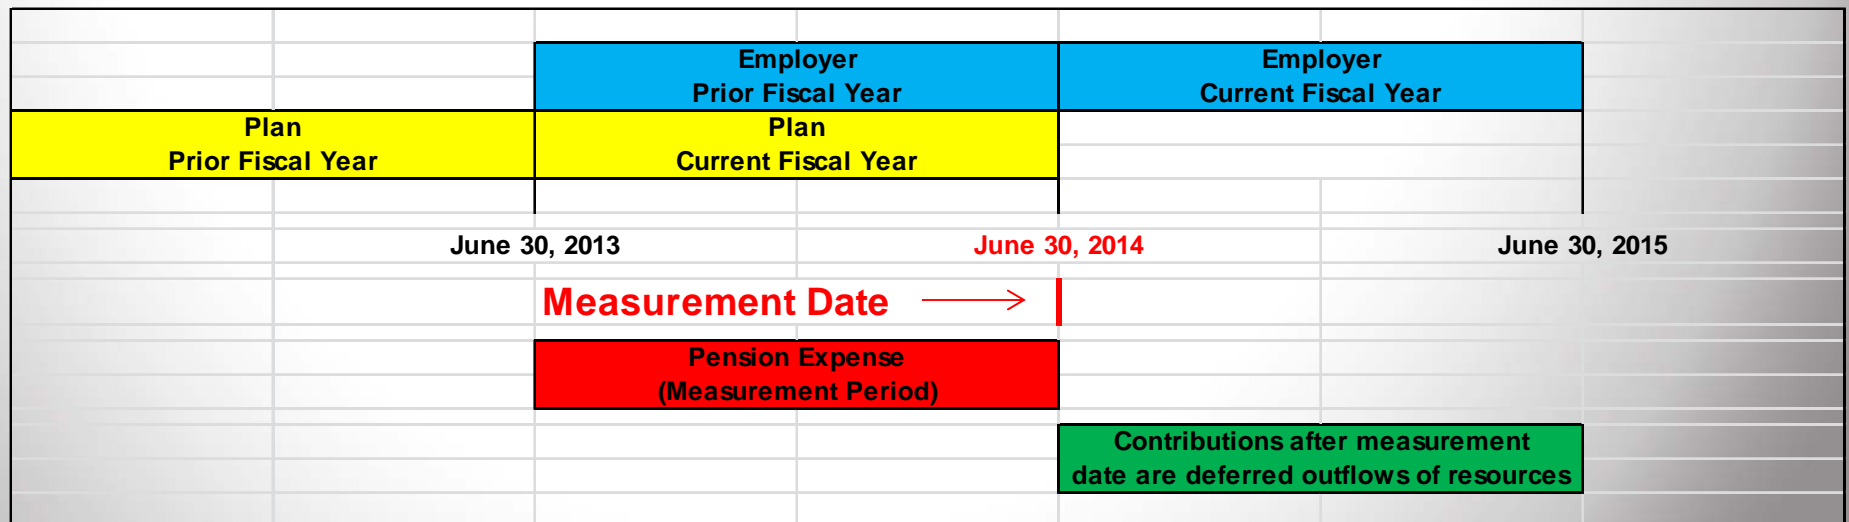 Employer
Prior Fiscal Year
Employer
Current Fiscal Year
Plan
Prior Fiscal Year
Plan
Current Fiscal Year
June 30, 2013
June 30, 2014
June 30, 2015
Measurement Date
Pension Expense
(Measurement Period)
Contributions after measurement
date are deferred outflows of resources